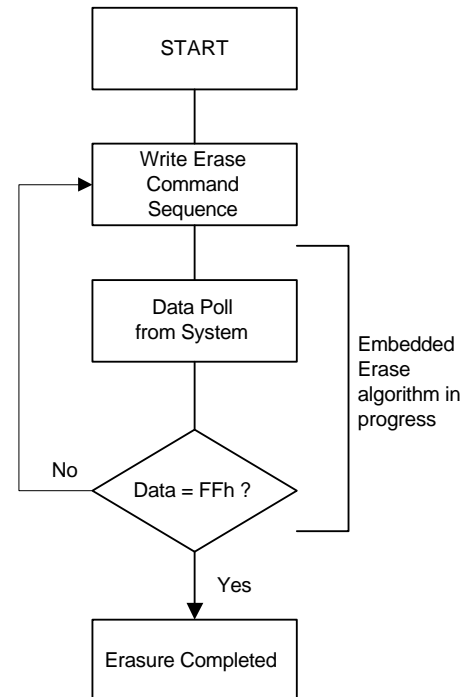 START
Write Erase
Command
Sequence
Data Poll
from System
Embedded
Erase
algorithm in
progress
No
Data = FFh ?
Yes
Erasure Completed